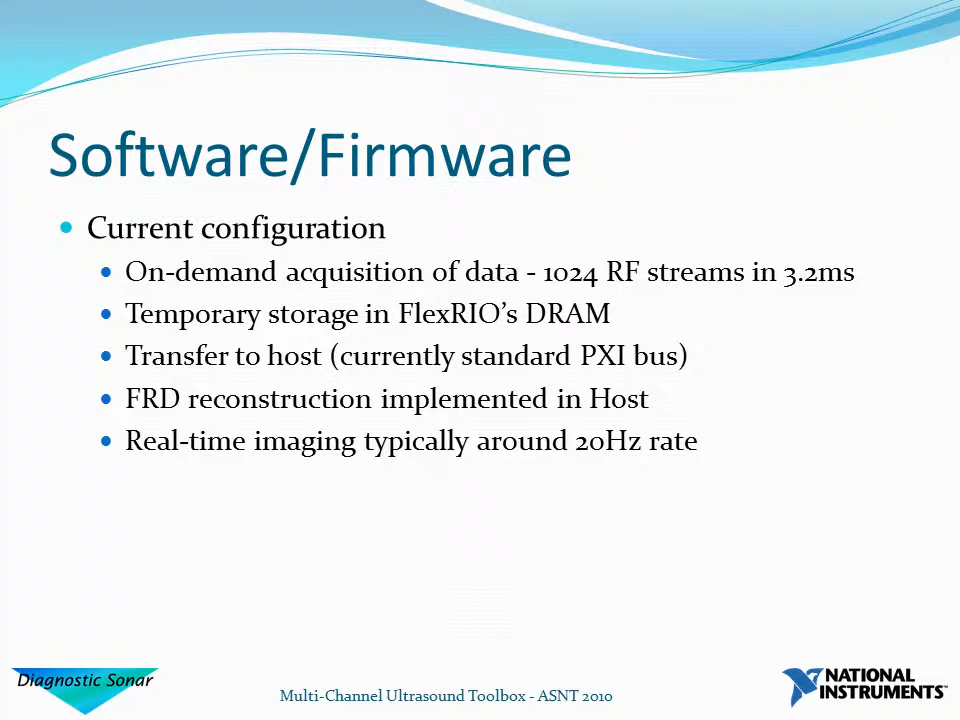 Software/Firmware
Current configuration
On-demand acquisition of data - 1024 RF streams in 3.2ms
Temporary storage in FlexRIO’s DRAM
Transfer to host (currently standard PXI bus)
FRD reconstruction implemented in Host
Real-time imaging typically around 20Hz rate
Diagnostic Sonar
Multi-Channel Ultrasound Toolbox - ASNT 2010
NATIONAL
INSTRUMENTS™